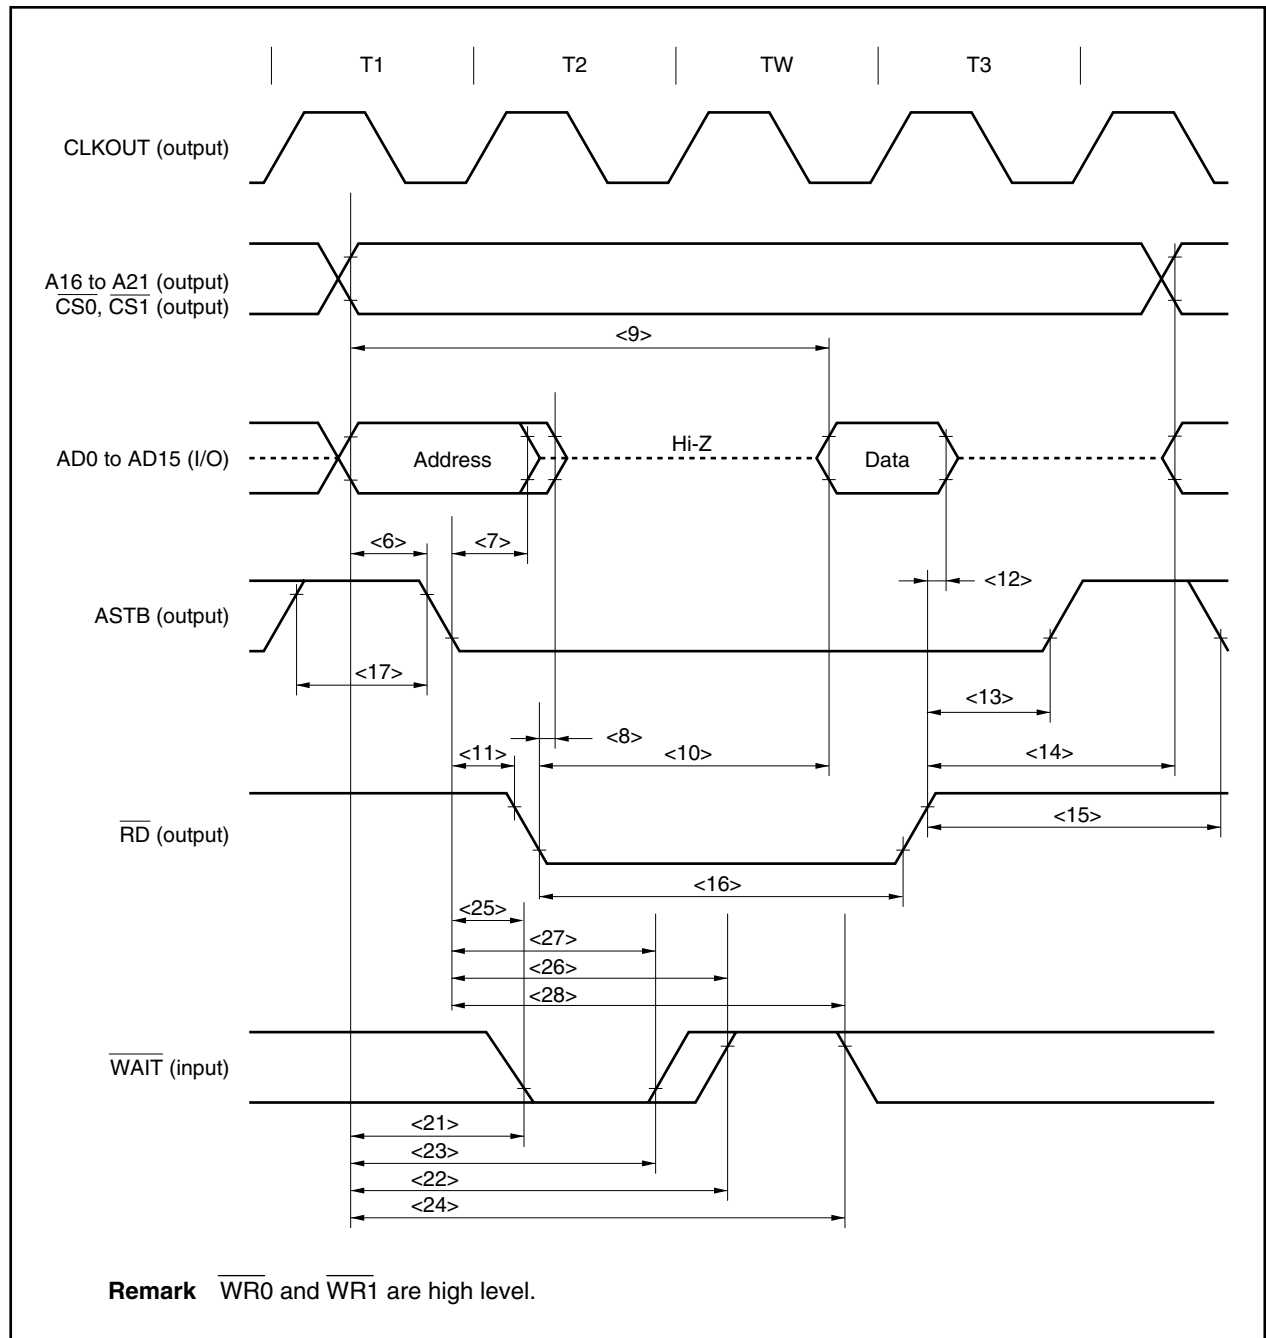 T1 T2 TW T3
CLKOUT (output)
A16 to A21 (output)
CS0, CS1 (output)
<9>
AD0 to AD15 (I/O)
Address
Hi-Z
Data
<6> <7>
<12>
ASTB (output)
<17>
<13>
<8>
<11> <10> <14>
RD (output)
<15>
<16>
<25>
<27>
<26>
<28>
WAIT (input)
<21>
<23>
<22>
<24>
Remark WR0 and WR1 are high level.